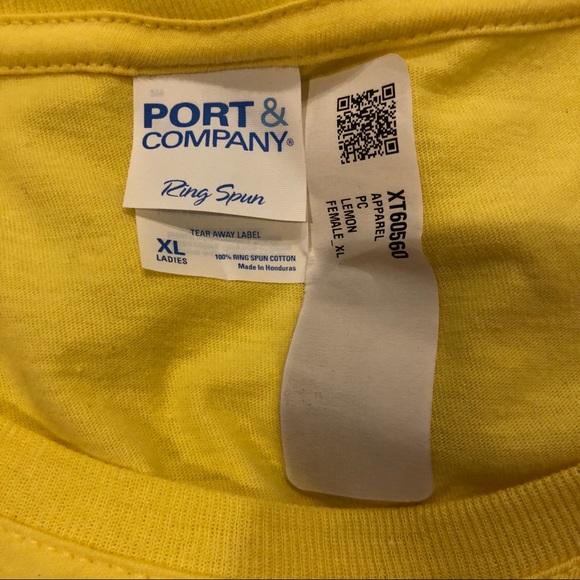 PORT &
COMPANY®
Ring Spun
TEAR AWAY LABEL
XL
LADIES
100% RING SPUN COTTON
Made In Honduras
XT60560
APPAREL
PC
LEMON
FEMALE_XL